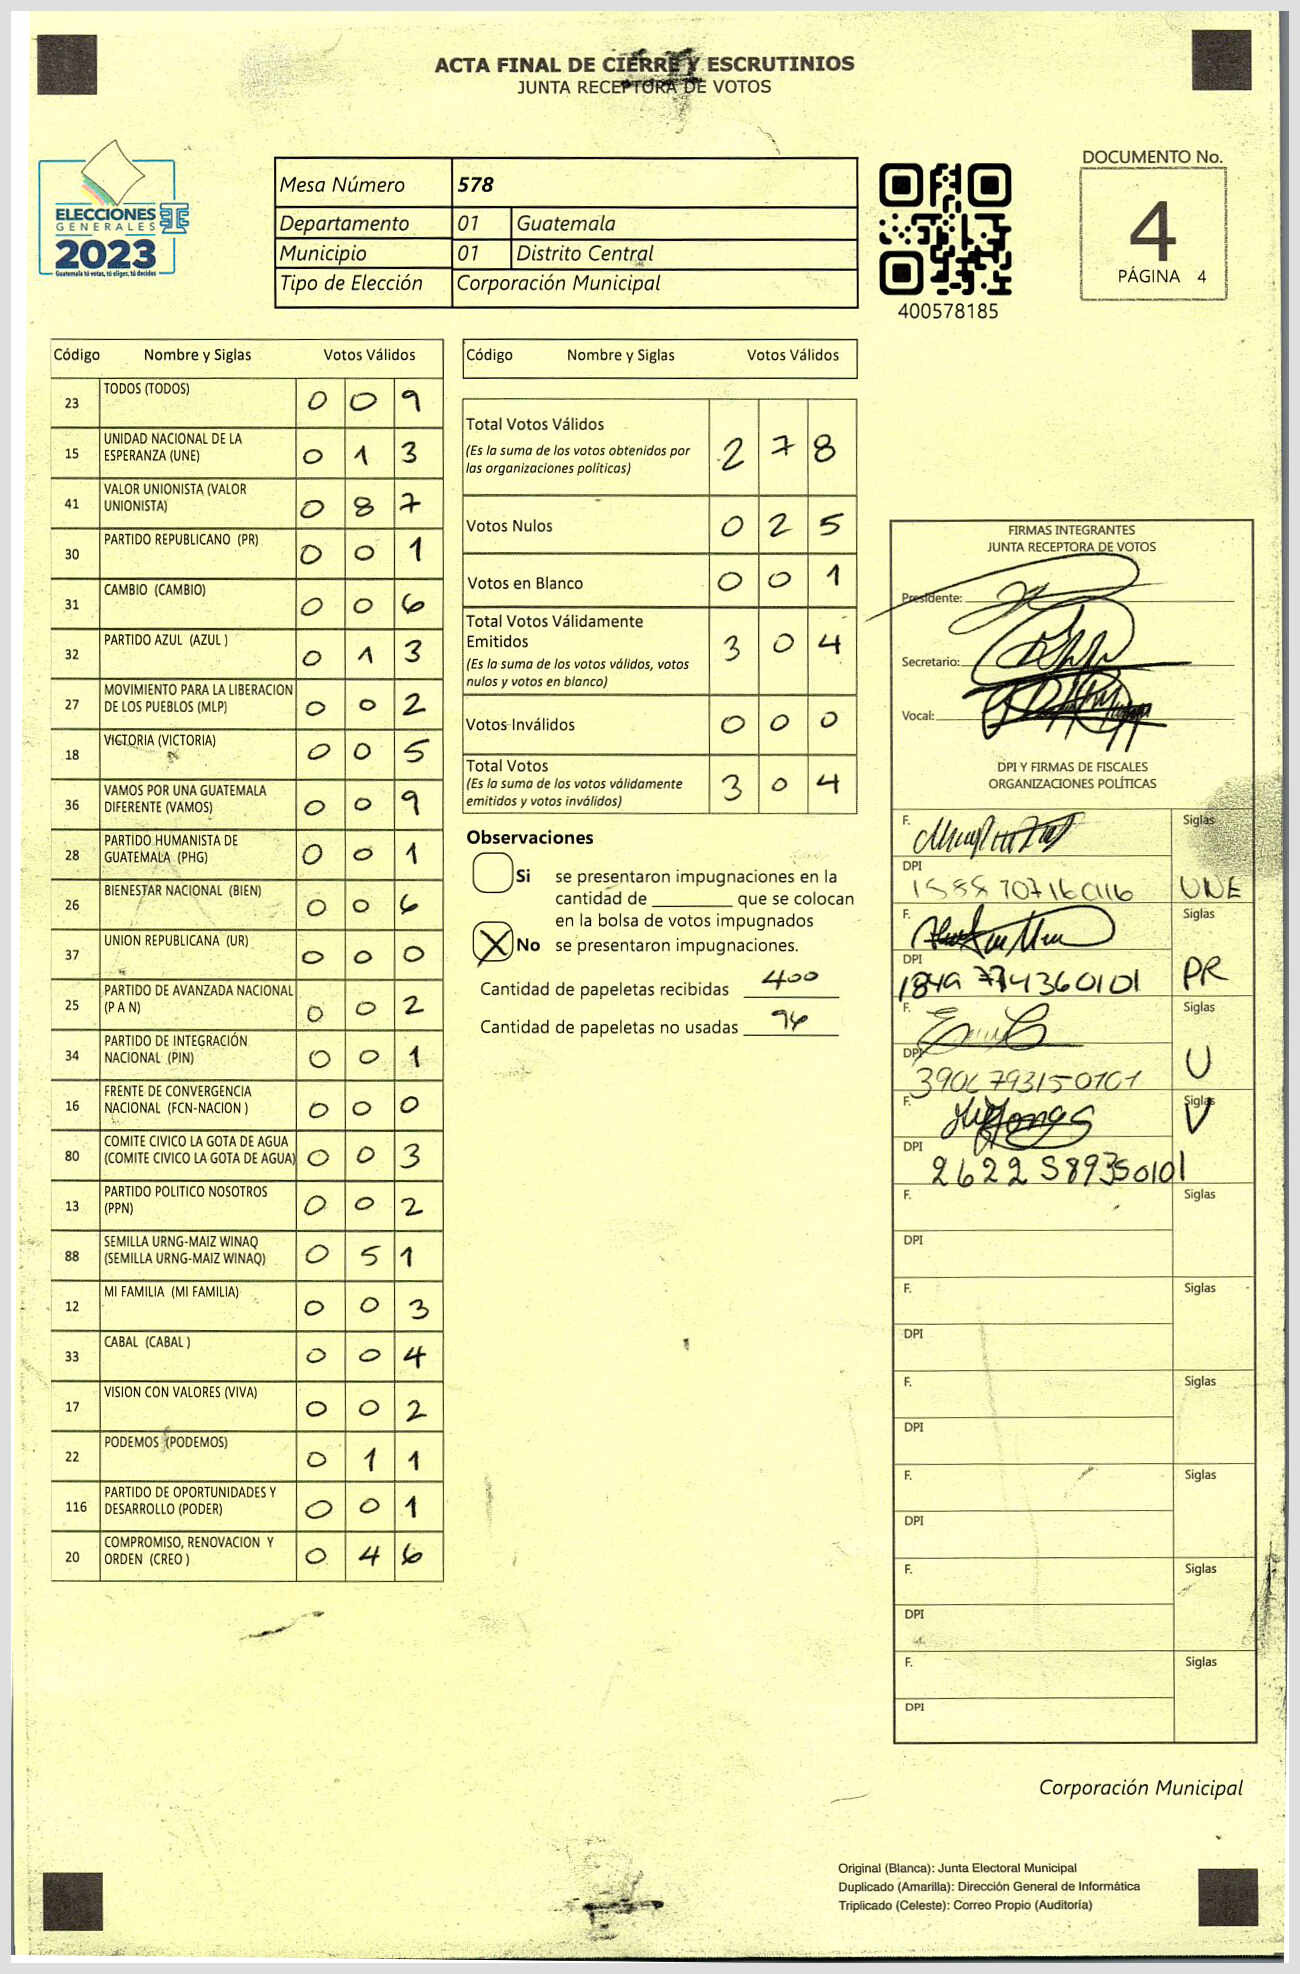 ACTA FINAL DE CIERRE Y ESCRUTINIOS
JUNTA RECEPTORA DE VOTOS
ELECCIONES
GENERALES
2023
Guatemala tú votas, tú eliges, tú decides
Mesa Número 578
Departamento 01 Guatemala
Municipio 01 Distrito Central
Tipo de Elección Corporación Municipal
400578185
DOCUMENTO No.
4
PÁGINA 4
Código Nombre y Siglas Votos Válidos
23 TODOS (TODOS) 0 0 9
15 UNIDAD NACIONAL DE LA
ESPERANZA (UNE) 0 1 3
41 VALOR UNIONISTA (VALOR
UNIONISTA) 0 8 7
30 PARTIDO REPUBLICANO (PR) 0 0 1
31 CAMBIO (CAMBIO) 0 0 6
32 PARTIDO AZUL (AZUL ) 0 1 3
27 MOVIMIENTO PARA LA LIBERACION
DE LOS PUEBLOS (MLP) 0 0 2
18 VICTORIA (VICTORIA) 0 0 5
36 VAMOS POR UNA GUATEMALA
DIFERENTE (VAMOS) 0 0 9
28 PARTIDO HUMANISTA DE
GUATEMALA (PHG) 0 0 1
26 BIENESTAR NACIONAL (BIEN) 0 0 6
37 UNION REPUBLICANA (UR) 0 0 0
25 PARTIDO DE AVANZADA NACIONAL
(P A N) 0 0 2
34 PARTIDO DE INTEGRACIÓN
NACIONAL (PIN) 0 0 1
16 FRENTE DE CONVERGENCIA
NACIONAL (FCN-NACION ) 0 0 0
80 COMITE CIVICO LA GOTA DE AGUA
(COMITE CIVICO LA GOTA DE AGUA) 0 0 3
13 PARTIDO POLITICO NOSOTROS
(PPN) 0 0 2
88 SEMILLA URNG-MAIZ WINAQ
(SEMILLA URNG-MAIZ WINAQ) 0 5 1
12 MI FAMILIA (MI FAMILIA) 0 0 3
33 CABAL (CABAL ) 0 0 4
17 VISION CON VALORES (VIVA) 0 0 2
22 PODEMOS (PODEMOS) 0 1 1
116 PARTIDO DE OPORTUNIDADES Y
DESARROLLO (PODER) 0 0 1
20 COMPROMISO, RENOVACION Y
ORDEN (CREO ) 0 4 6
Código Nombre y Siglas Votos Válidos
Total Votos Válidos 2 7 8
(Es la suma de los votos obtenidos por
las organizaciones políticas)
Votos Nulos 0 2 5
Votos en Blanco 0 0 1
Total Votos Válidamente
Emitidos 3 0 4
(Es la suma de los votos válidos, votos
nulos y votos en blanco)
Votos Inválidos 0 0 0
Total Votos
(Es la suma de los votos válidamente 3 0 4
emitidos y votos inválidos)
Observaciones
Si se presentaron impugnaciones en la
cantidad de ________ que se colocan
en la bolsa de votos impugnados
X No se presentaron impugnaciones.
Cantidad de papeletas recibidas 400
Cantidad de papeletas no usadas 96
FIRMAS INTEGRANTES
JUNTA RECEPTORA DE VOTOS
Presidente:
Secretario:
Vocal:
DPI Y FIRMAS DE FISCALES
ORGANIZACIONES POLÍTICAS
F. Siglas
DPI
1588 70716 0116 UNE
F. Siglas
DPI
PR
F. Siglas
DPI
U
F. Siglas
V
DPI
2622 58935 0101
F. Siglas
DPI
F. Siglas
DPI
F. Siglas
DPI
F. Siglas
DPI
F. Siglas
DPI
F. Siglas
DPI
Corporación Municipal
Original (Blanca): Junta Electoral Municipal
Duplicado (Amarilla): Dirección General de Informática
Triplicado (Celeste): Correo Propio (Auditoría)